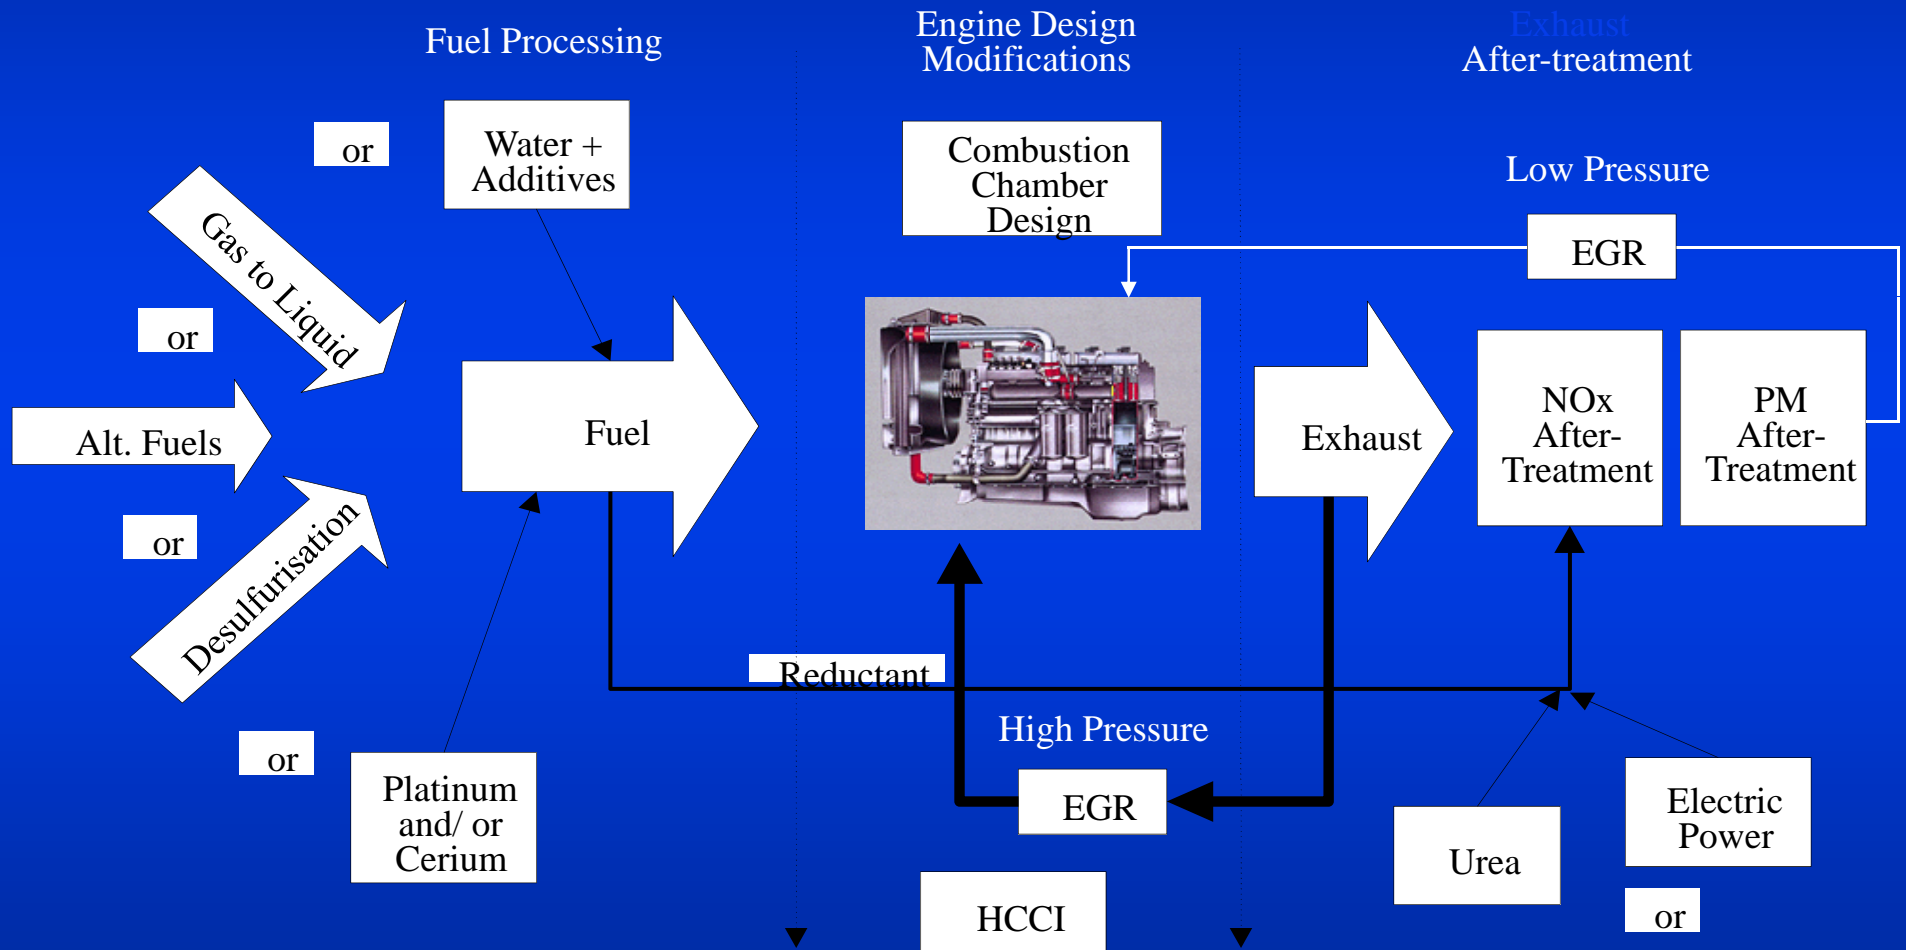 Fuel Processing
Engine Design
Modifications
Exhaust
After-treatment
or
Water +
Additives
Combustion
Chamber
Design
Low Pressure
EGR
Gas to Liquid
or
Alt. Fuels
or
Desulfurisation
Fuel
Exhaust
NOx
After-
Treatment
PM
After-
Treatment
Reductant
High Pressure
EGR
or
Platinum
and/ or
Cerium
Urea
Electric
Power
or
HCCI